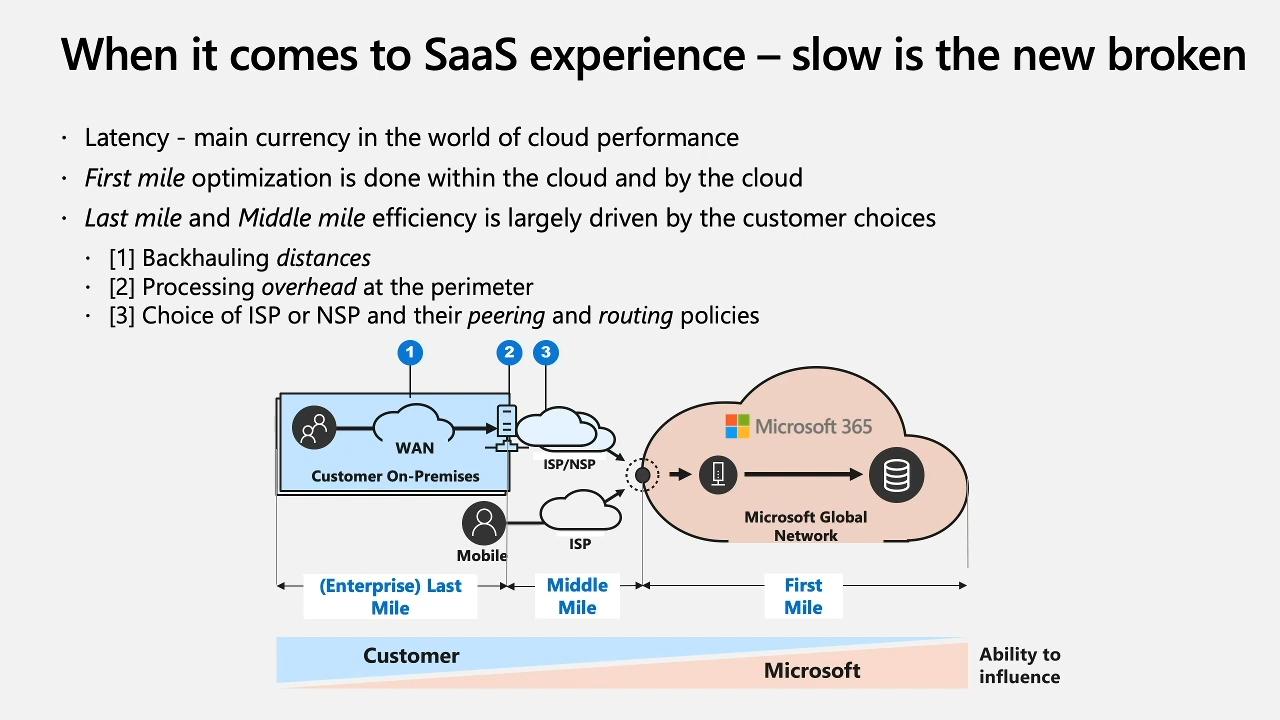 When it comes to SaaS experience – slow is the new broken
· Latency - main currency in the world of cloud performance
· First mile optimization is done within the cloud and by the cloud
· Last mile and Middle mile efficiency is largely driven by the customer choices
· [1] Backhauling distances
· [2] Processing overhead at the perimeter
· [3] Choice of ISP or NSP and their peering and routing policies
1
2
3
WAN
Customer On-Premises
ISP/NSP
Microsoft 365
Microsoft Global
Network
Mobile
ISP
(Enterprise) Last
Mile
Middle
Mile
First
Mile
Customer
Microsoft
Ability to
influence